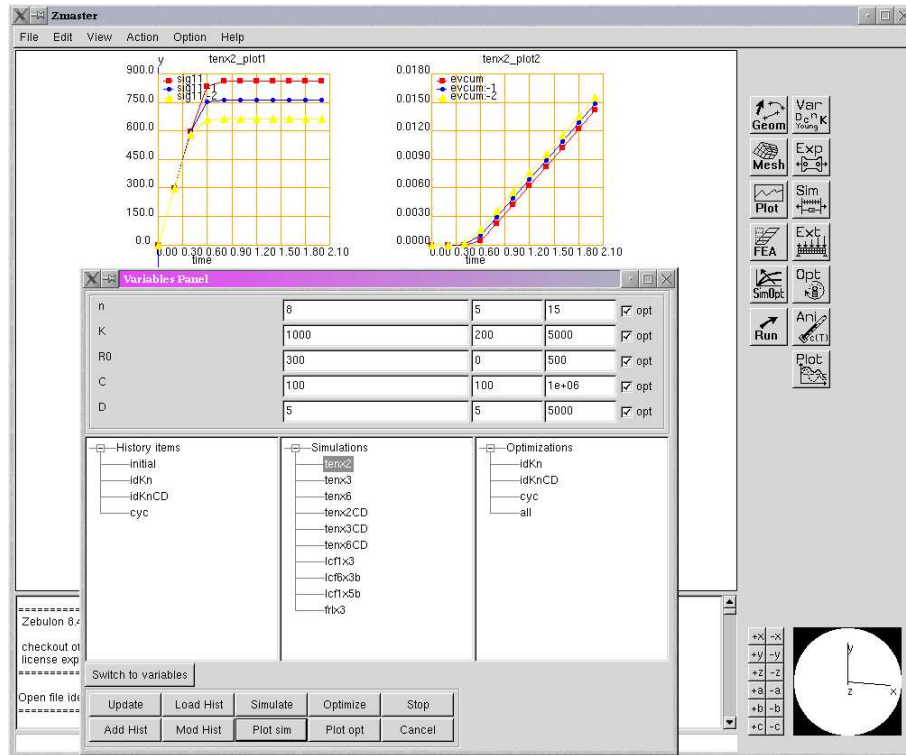 Zmaster
File Edit View Action Option Help
y
tenx2_plot1
900.0
750.0
600.0
450.0
300.0
150.0
0.0
sig11
sig11:-1
sig11:-2
0.00 0.30 0.60 0.90 1.20 1.50 1.80 2.10
time
tenx2_plot2
0.0180
0.0150
0.0120
0.0090
0.0060
0.0030
0.0000
evcum
evcum:-1
evcum:-2
0.00 0.30 0.60 0.90 1.20 1.50 1.80 2.10
time
Geom
Var
D c n K
Young
Mesh
Exp
Plot
Sim
FEA
Ext
SimOpt
Opt
Run
Ani
c(T)
Plot
Variables Panel
n 8 5 15 opt
K 1000 200 5000 opt
R0 300 0 500 opt
C 100 100 1e+06 opt
D 5 5 5000 opt
History items
initial
idKn
idKnCD
cyc
Simulations
tenx2
tenx3
tenx6
tenx2CD
tenx3CD
tenx6CD
lcf1x3
lcf6x3b
lcf1x5b
frlx3
Optimizations
idKn
idKnCD
cyc
all
Switch to variables
Update Load Hist Simulate Optimize Stop
Add Hist Mod Hist Plot sim Plot opt Cancel
==========
Zebulon 8.4
checkout of
license exp
==========
Open file ide
==========
+X -X
+y -y
+z -z
+a -a
+b -b
+c -c
y
z
x